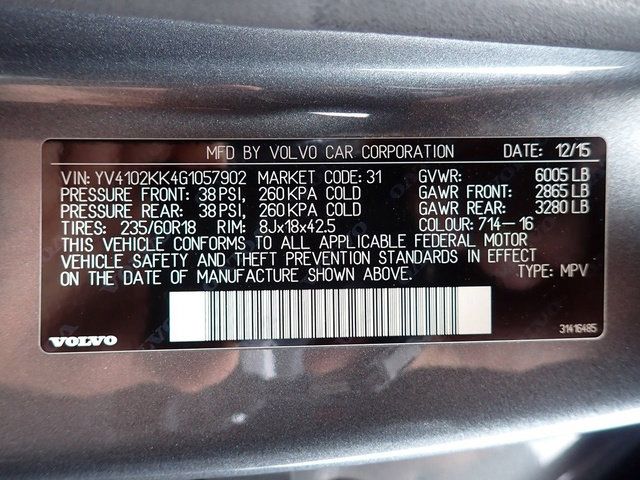 MFD BY VOLVO CAR CORPORATION DATE: 12/15
VIN: YV4102KK4G1057902 MARKET CODE: 31 GVWR: 6005 LB
PRESSURE FRONT: 38 PSI, 260 KPA COLD GAWR FRONT: 2865 LB
PRESSURE REAR: 38 PSI, 260 KPA COLD GAWR REAR: 3280 LB
TIRES: 235/60R18 RIM: 8Jx18x42.5 COLOUR: 714-16
THIS VEHICLE CONFORMS TO ALL APPLICABLE FEDERAL MOTOR
VEHICLE SAFETY AND THEFT PREVENTION STANDARDS IN EFFECT
ON THE DATE OF MANUFACTURE SHOWN ABOVE. TYPE: MPV
VOLVO 31416485